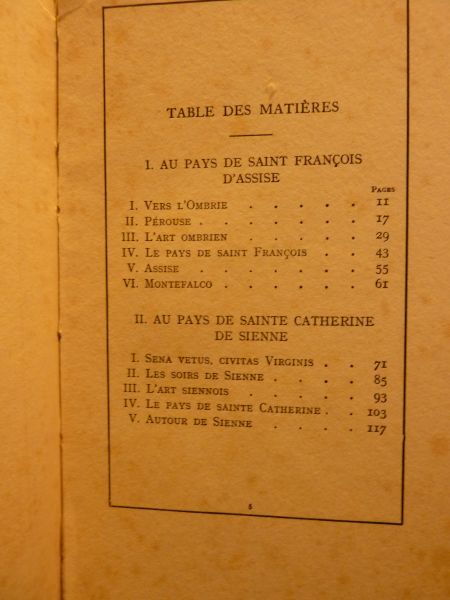 TABLE DES MATIÈRES
I. AU PAYS DE SAINT FRANÇOIS
D'ASSISE
PAGES
I. VERS L'OMBRIE . . . . . 11
II. PÉROUSE . . . . . . . 17
III. L'ART OMBRIEN . . . . . 29
IV. LE PAYS DE SAINT FRANÇOIS . . 43
V. ASSISE . . . . . . . 55
VI. MONTEFALCO . . . . . . 61
II. AU PAYS DE SAINTE CATHERINE
DE SIENNE
I. SENA VETUS, CIVITAS VIRGINIS . . 71
II. LES SOIRS DE SIENNE . . . . 85
III. L'ART SIENNOIS . . . . . 93
IV. LE PAYS DE SAINTE CATHERINE . . 103
V. AUTOUR DE SIENNE . . . . 117
5